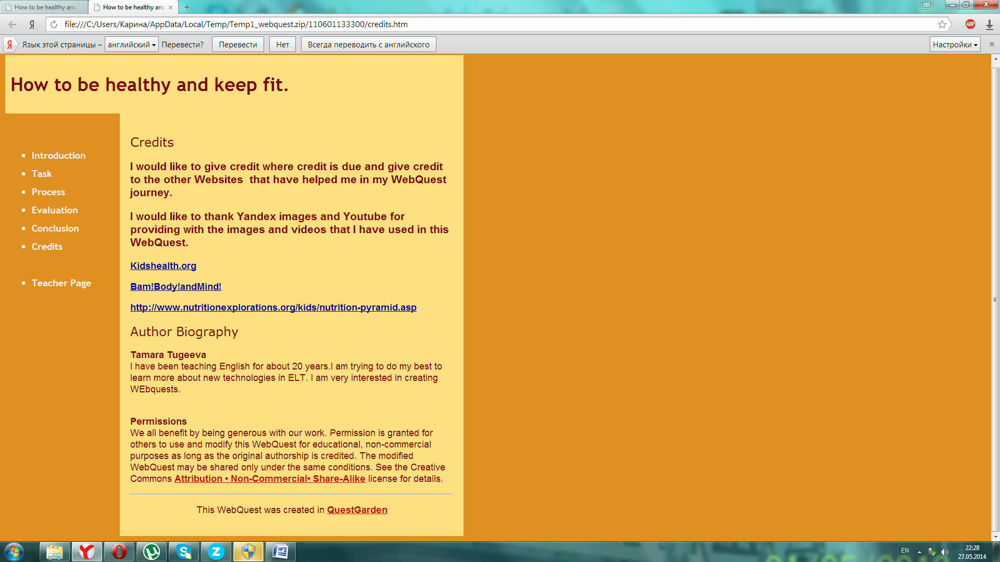 How to be healthy anc
How to be healthy anc
file:///C:/Users/Карина/AppData/Local/Temp/Temp1_webquest.zip/110601133300/credits.htm
ABP
Язык этой страницы – английский Перевести? Перевести Нет Всегда переводить с английского Настройки
How to be healthy and keep fit.
Introduction
Task
Process
Evaluation
Conclusion
Credits
Teacher Page
Credits
I would like to give credit where credit is due and give credit
to the other Websites  that have helped me in my WebQuest
journey.
I would like to thank Yandex images and Youtube for
providing with the images and videos that I have used in this
WebQuest.
Kidshealth.org
Bam!Body!andMind!
http://www.nutritionexplorations.org/kids/nutrition-pyramid.asp
Author Biography
Tamara Tugeeva
I have been teaching English for about 20 years.I am trying to do my best to
learn more about new technologies in ELT. I am very interested in creating
WEbquests.
Permissions
We all benefit by being generous with our work. Permission is granted for
others to use and modify this WebQuest for educational, non-commercial
purposes as long as the original authorship is credited. The modified
WebQuest may be shared only under the same conditions. See the Creative
Commons Attribution • Non-Commercial• Share-Alike license for details.
This WebQuest was created in QuestGarden
EN
22:28
27.05.2014